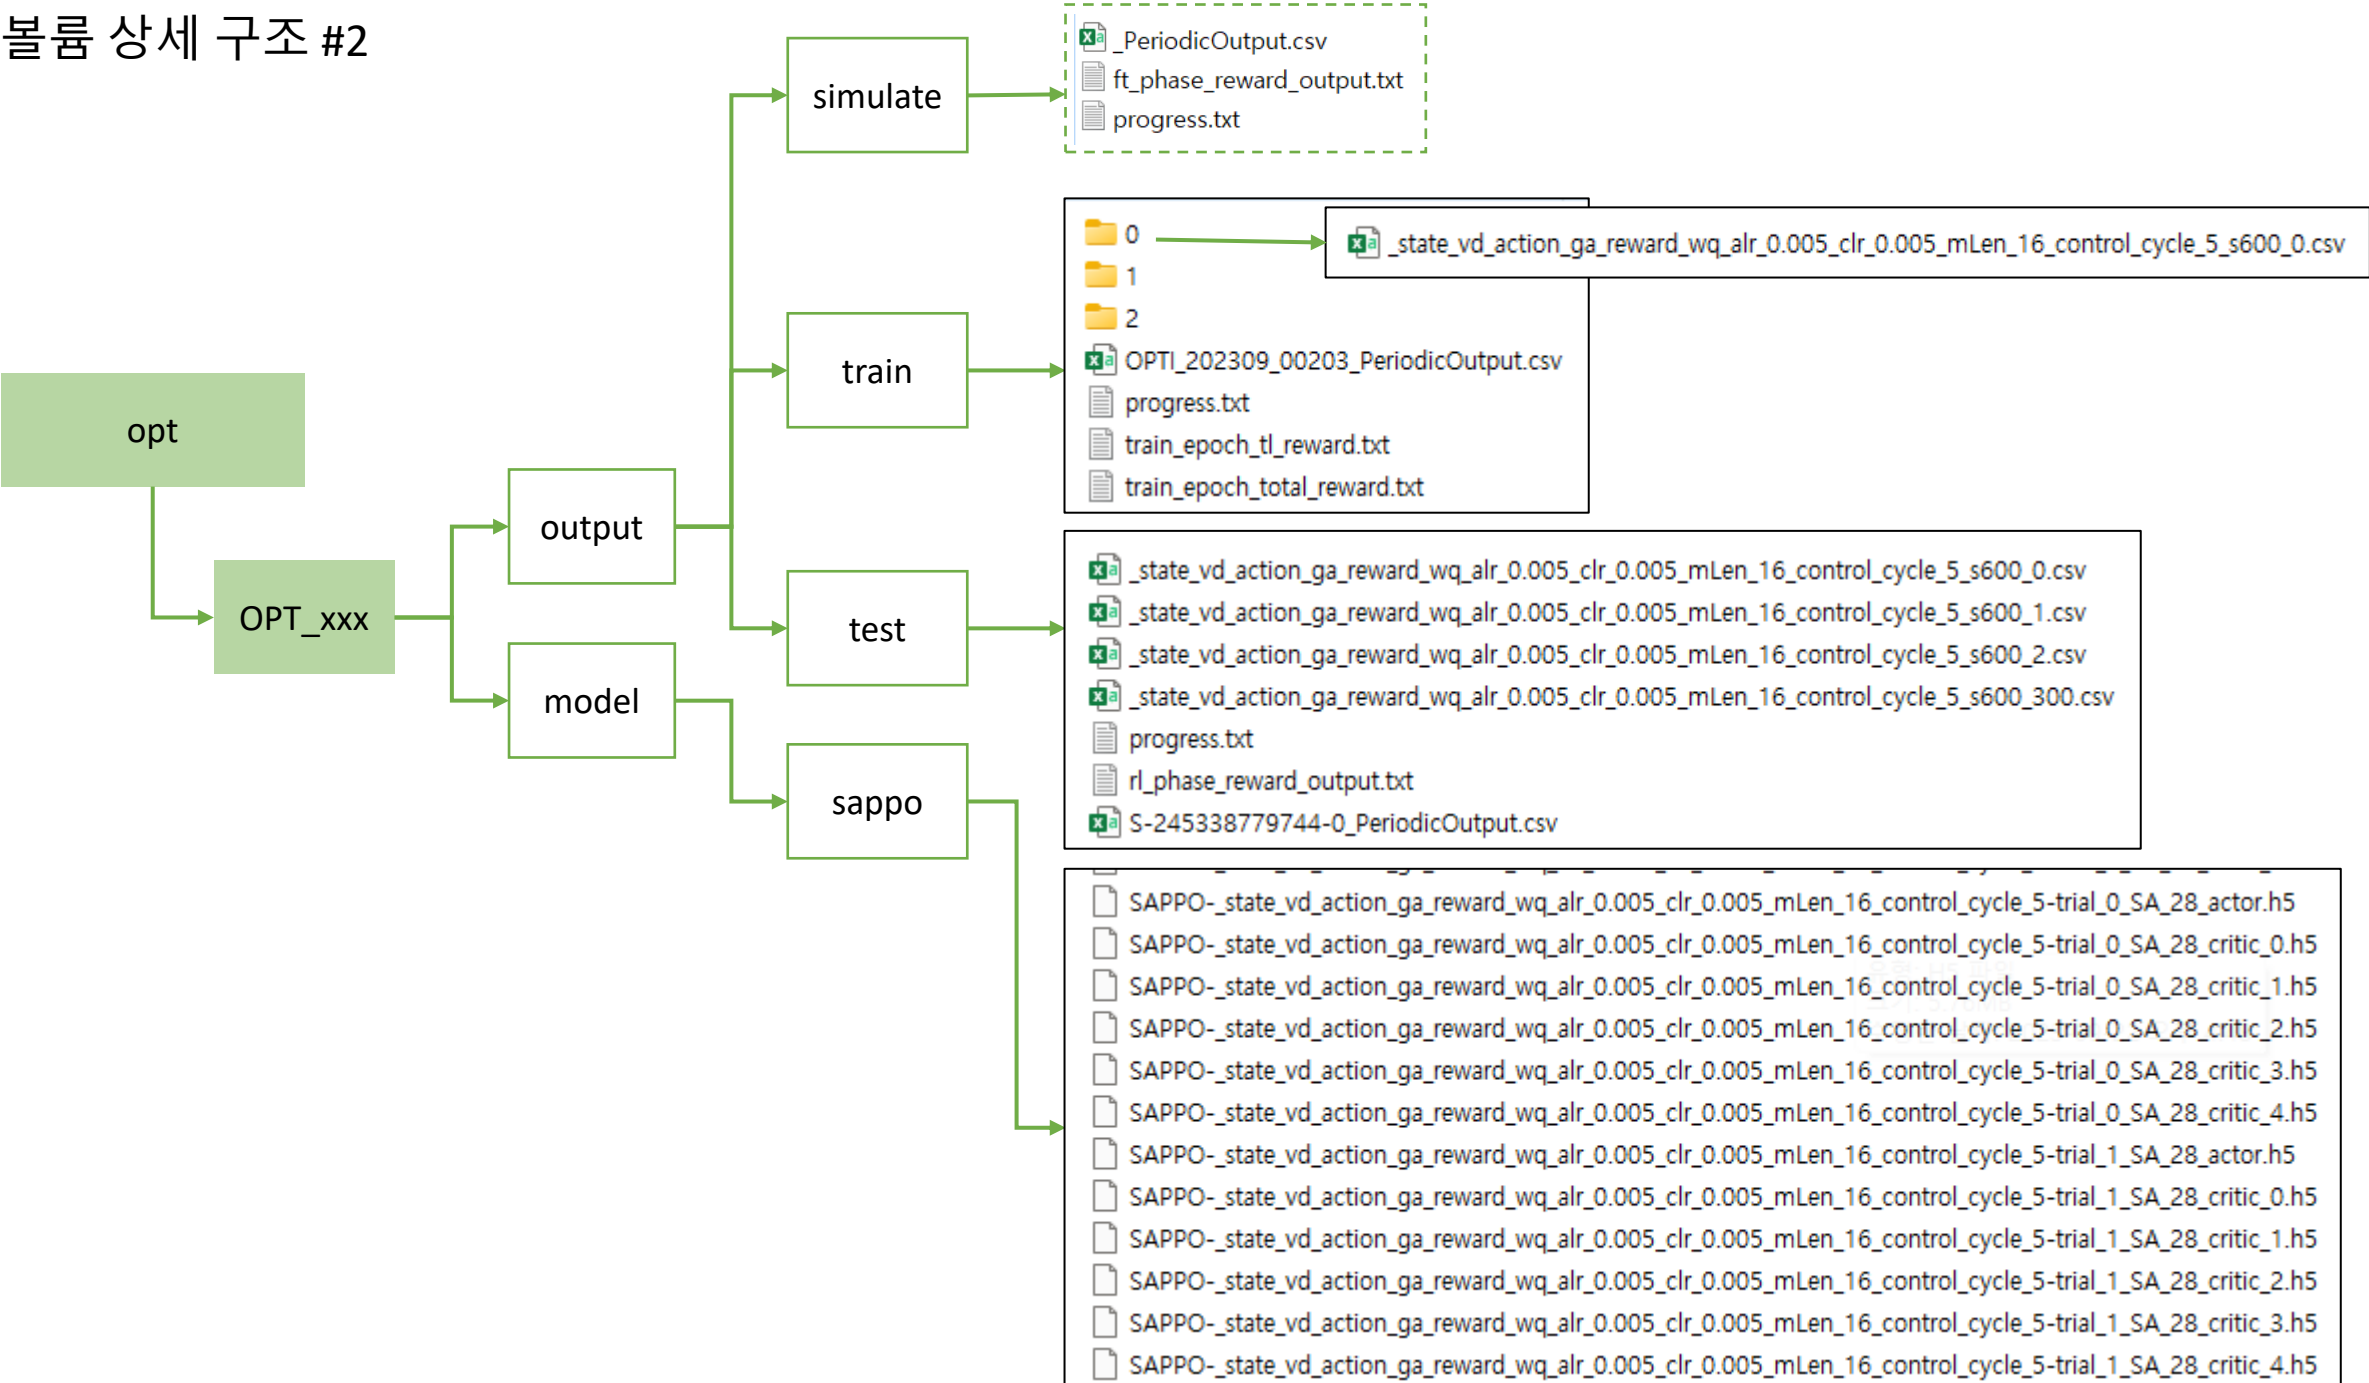 볼륨 상세 구조 #2
opt
OPT_xxx
output
model
simulate
train
test
sappo
_PeriodicOutput.csv
ft_phase_reward_output.txt
progress.txt
0
_state_vd_action_ga_reward_wq_alr_0.005_clr_0.005_mLen_16_control_cycle_5_s600_0.csv
1
2
OPTI_202309_00203_PeriodicOutput.csv
progress.txt
train_epoch_tl_reward.txt
train_epoch_total_reward.txt
_state_vd_action_ga_reward_wq_alr_0.005_clr_0.005_mLen_16_control_cycle_5_s600_0.csv
_state_vd_action_ga_reward_wq_alr_0.005_clr_0.005_mLen_16_control_cycle_5_s600_1.csv
_state_vd_action_ga_reward_wq_alr_0.005_clr_0.005_mLen_16_control_cycle_5_s600_2.csv
_state_vd_action_ga_reward_wq_alr_0.005_clr_0.005_mLen_16_control_cycle_5_s600_300.csv
progress.txt
rl_phase_reward_output.txt
S-245338779744-0_PeriodicOutput.csv
SAPPO-_state_vd_action_ga_reward_wq_alr_0.005_clr_0.005_mLen_16_control_cycle_5-trial_0_SA_28_actor.h5
SAPPO-_state_vd_action_ga_reward_wq_alr_0.005_clr_0.005_mLen_16_control_cycle_5-trial_0_SA_28_critic_0.h5
SAPPO-_state_vd_action_ga_reward_wq_alr_0.005_clr_0.005_mLen_16_control_cycle_5-trial_0_SA_28_critic_1.h5
SAPPO-_state_vd_action_ga_reward_wq_alr_0.005_clr_0.005_mLen_16_control_cycle_5-trial_0_SA_28_critic_2.h5
SAPPO-_state_vd_action_ga_reward_wq_alr_0.005_clr_0.005_mLen_16_control_cycle_5-trial_0_SA_28_critic_3.h5
SAPPO-_state_vd_action_ga_reward_wq_alr_0.005_clr_0.005_mLen_16_control_cycle_5-trial_0_SA_28_critic_4.h5
SAPPO-_state_vd_action_ga_reward_wq_alr_0.005_clr_0.005_mLen_16_control_cycle_5-trial_1_SA_28_actor.h5
SAPPO-_state_vd_action_ga_reward_wq_alr_0.005_clr_0.005_mLen_16_control_cycle_5-trial_1_SA_28_critic_0.h5
SAPPO-_state_vd_action_ga_reward_wq_alr_0.005_clr_0.005_mLen_16_control_cycle_5-trial_1_SA_28_critic_1.h5
SAPPO-_state_vd_action_ga_reward_wq_alr_0.005_clr_0.005_mLen_16_control_cycle_5-trial_1_SA_28_critic_2.h5
SAPPO-_state_vd_action_ga_reward_wq_alr_0.005_clr_0.005_mLen_16_control_cycle_5-trial_1_SA_28_critic_3.h5
SAPPO-_state_vd_action_ga_reward_wq_alr_0.005_clr_0.005_mLen_16_control_cycle_5-trial_1_SA_28_critic_4.h5